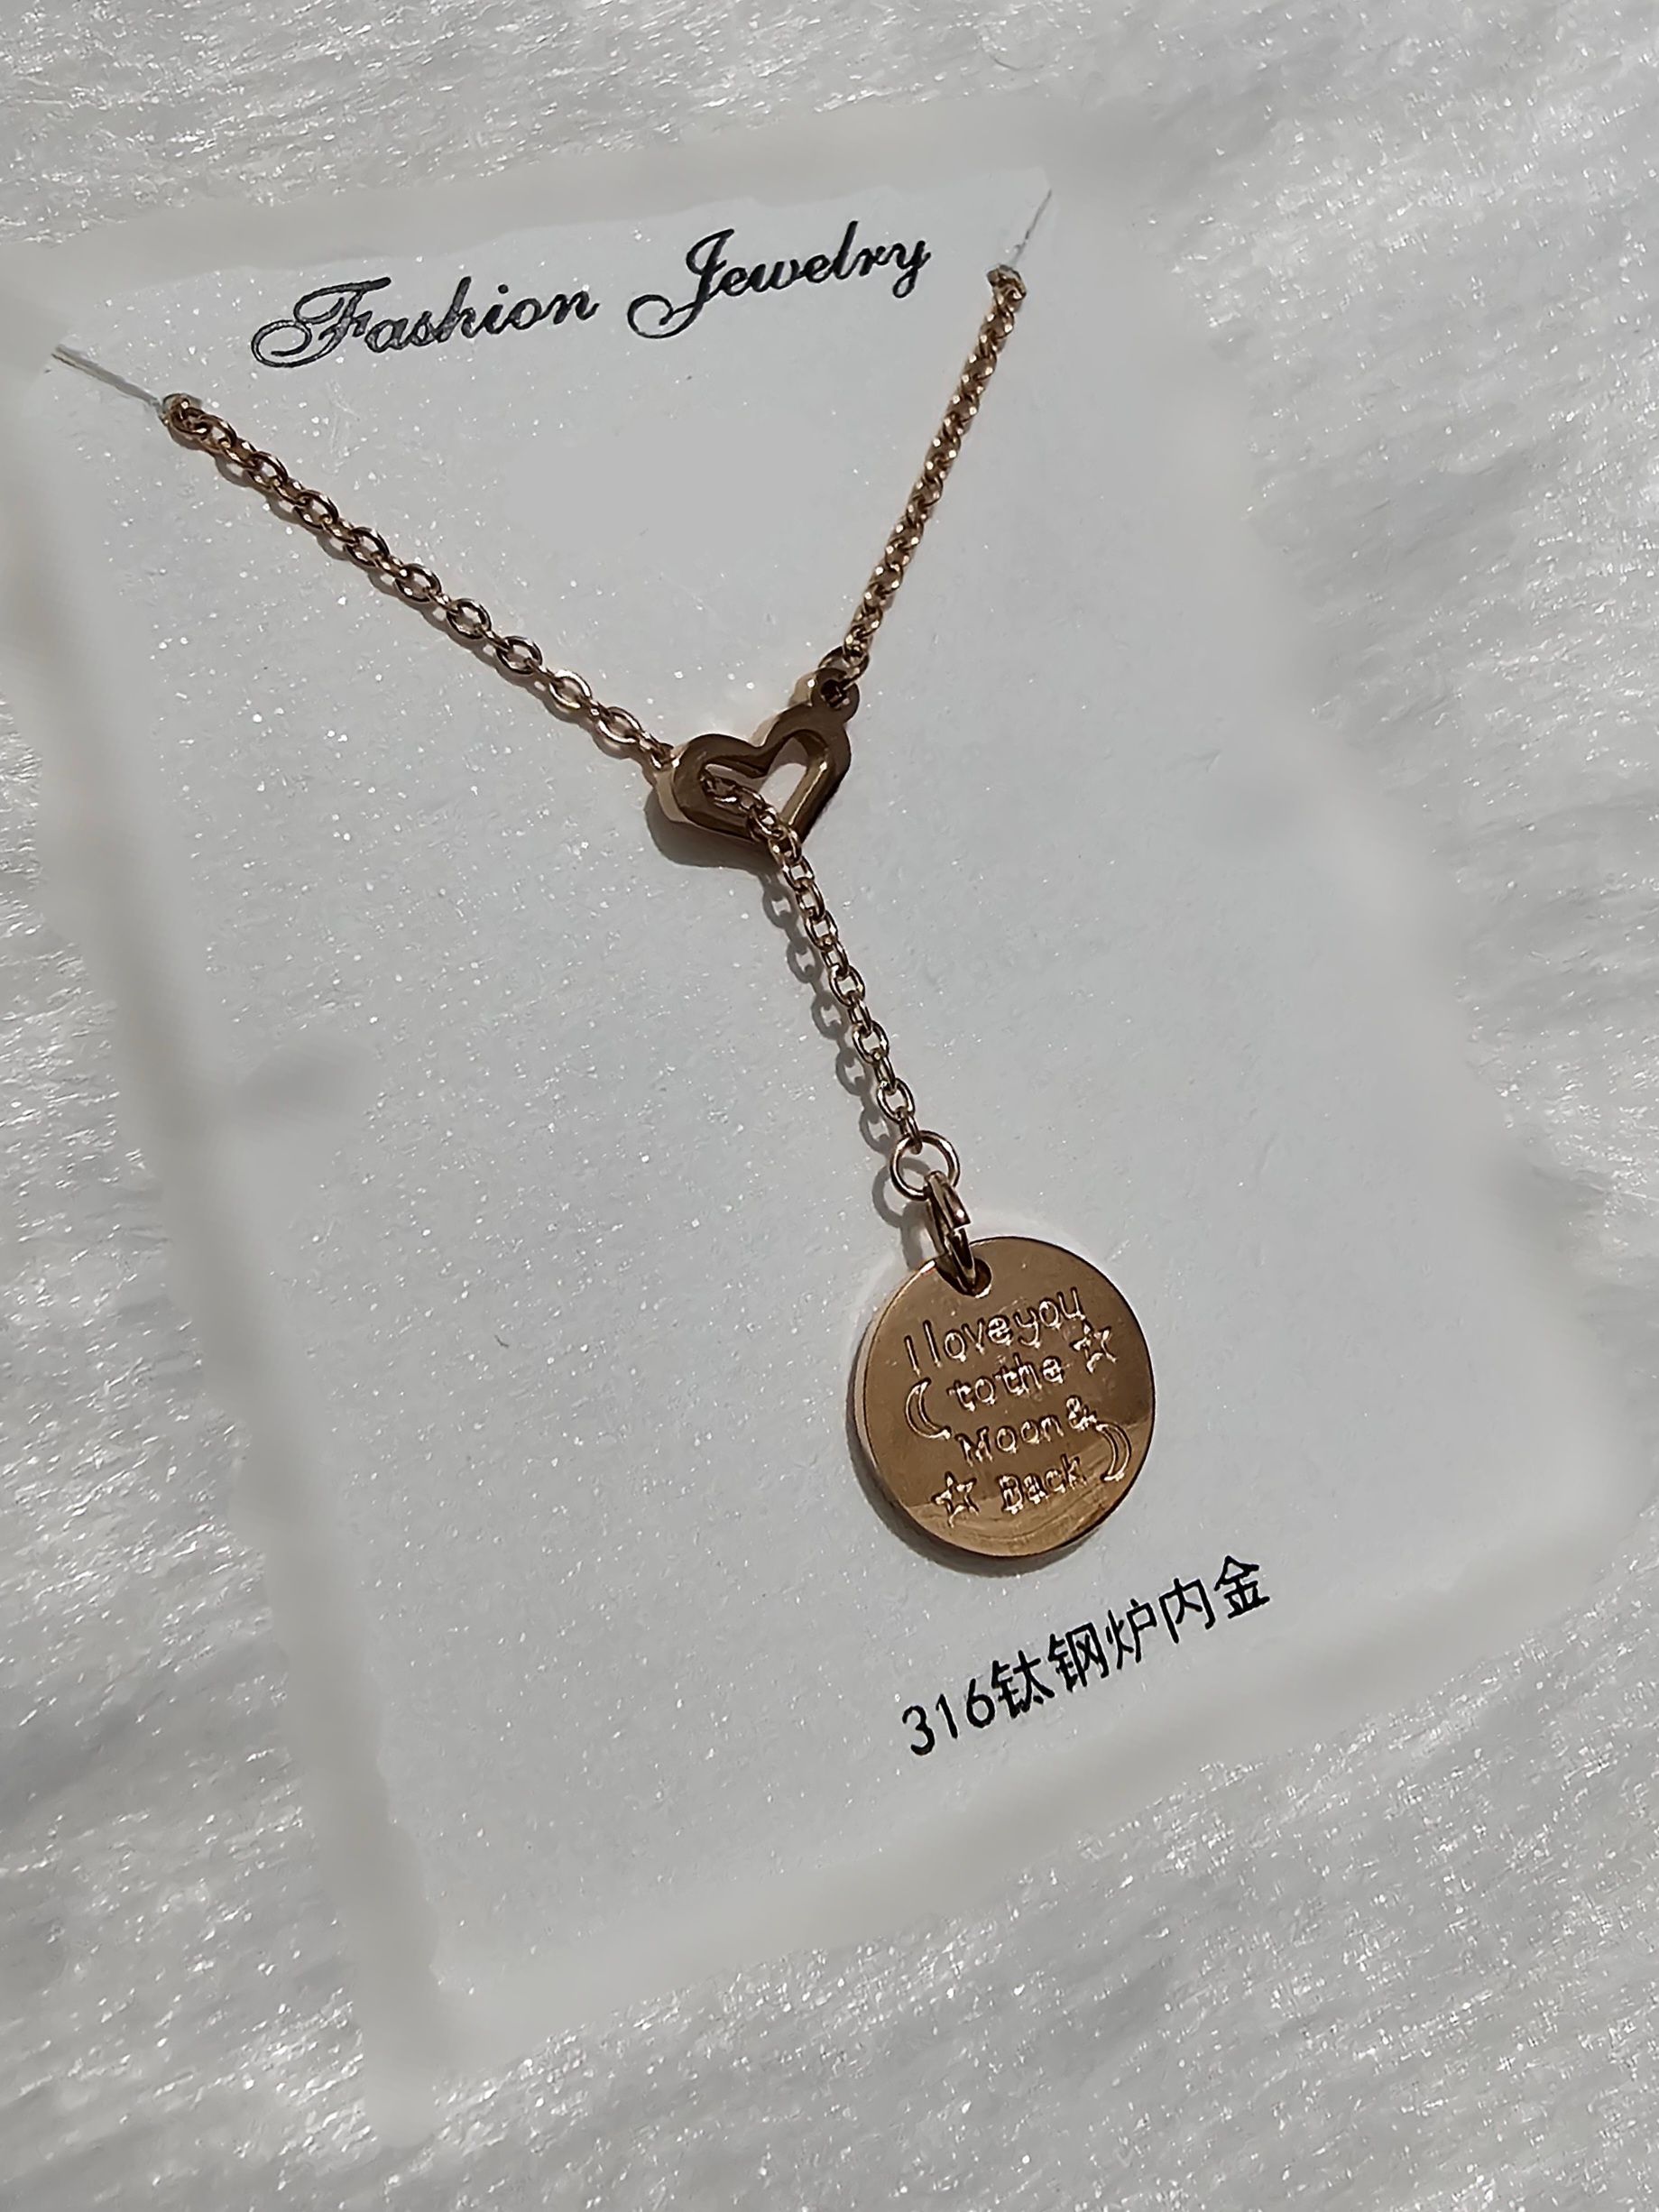 Fashion Jewelry
I love you
to the
Moon &
Back
316钛钢炉内金